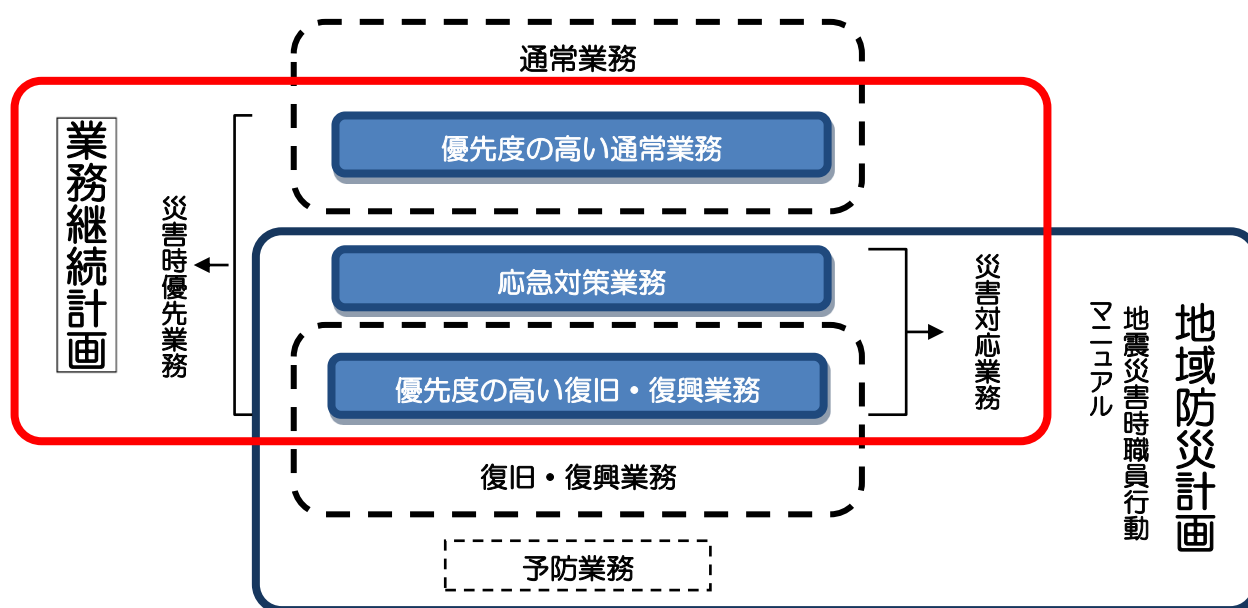 通常業務
優先度の高い通常業務
業務継続計画
災害時優先業務
応急対策業務
優先度の高い復旧・復興業務
災害対応業務
地域防災計画
地震災害時職員行動
マニュアル
復旧・復興業務
予防業務